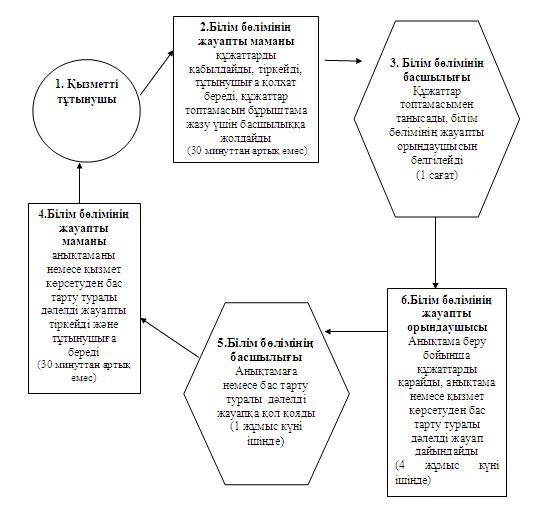 1. Қызметті
тұтынушы
2.Білім бөлімінің
жауапты маманы
құжаттарды
қабылдайды, тіркейді,
тұтынушыға қолхат
береді, құжаттар
топтамасын бұрыштама
жазу үшін басшылыққа
жолдайды
(30 минуттан артық емес)
3. Білім бөлімінің
басшылығы
Құжаттар
топтамасымен
танысады, білім
бөлімінің жауапты
орындаушысын
белгілейді
(1 сағат)
4.Білім бөлімінің
жауапты
маманы
анықтаманы
немесе қызмет
көрсетуден бас
тарту туралы
дәлелді жауапты
тіркейді және
тұтынушыға
береді
(30 минуттан артық
емес)
5.Білім бөлімінің
басшылығы
Анықтамаға
немесе бас тарту
туралы дәлелді
жауапқа қол қояды
(1 жұмыс күні
ішінде)
6.Білім бөлімінің
жауапты
орындаушысы
Анықтама беру
бойынша
құжаттарды
қарайды, анықтама
немесе қызмет
көрсетуден бас
тарту туралы
дәлелді жауап
дайындайды
(4 жұмыс күні
ішінде)